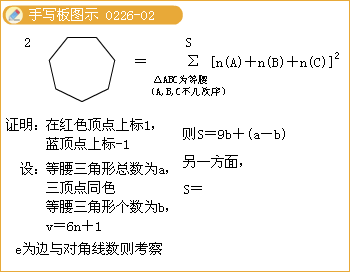 手写板图示 0226-02
2 = S
Σ [n(A)+n(B)+n(C)]²
△ABC为等腰
(A,B,C不几次序)
证明：在红色顶点上标1，
蓝顶点上标-1
则S=9b+(a-b)
设：等腰三角形总数为a，
三顶点同色
等腰三角形个数为b，
v=6n+1
另一方面，
S=
e为边与对角线数则考察